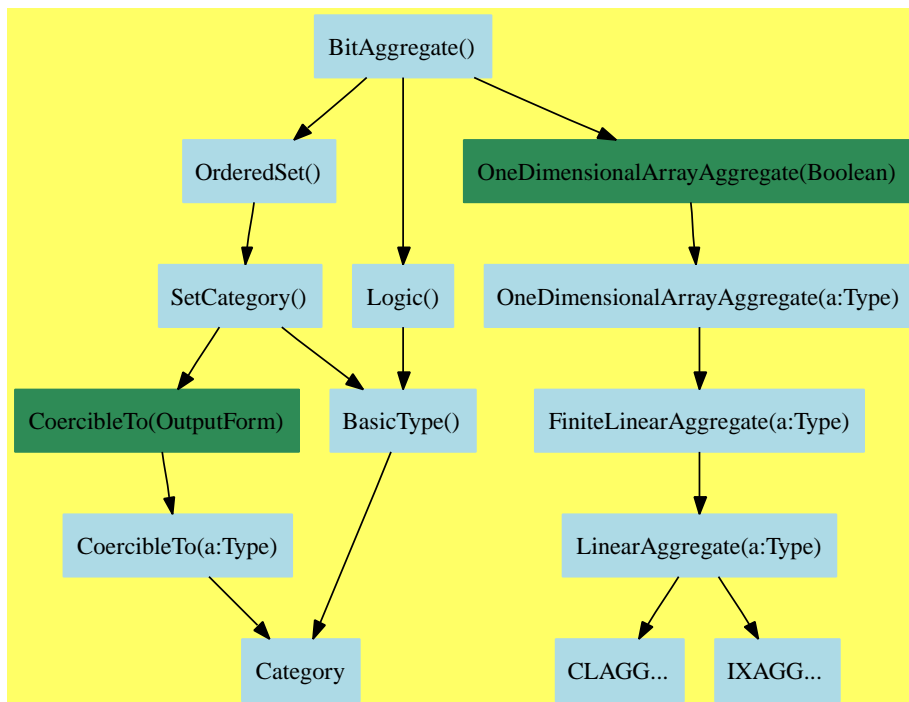 BitAggregate()
OrderedSet()
OneDimensionalArrayAggregate(Boolean)
SetCategory()
Logic()
OneDimensionalArrayAggregate(a:Type)
CoercibleTo(OutputForm)
BasicType()
FiniteLinearAggregate(a:Type)
CoercibleTo(a:Type)
LinearAggregate(a:Type)
Category
CLAGG...
IXAGG...